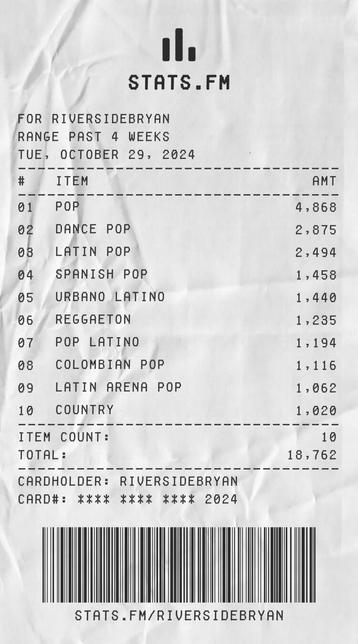 STATS.FM
FOR RIVERSIDEBRYAN
RANGE PAST 4 WEEKS
TUE, OCTOBER 29, 2024
# ITEM AMT
01 POP 4,868
02 DANCE POP 2,875
03 LATIN POP 2,494
04 SPANISH POP 1,458
05 URBANO LATINO 1,440
06 REGGAETON 1,235
07 POP LATINO 1,194
08 COLOMBIAN POP 1,116
09 LATIN ARENA POP 1,062
10 COUNTRY 1,020
ITEM COUNT: 10
TOTAL: 18,762
CARDHOLDER: RIVERSIDEBRYAN
CARD#: **** **** **** 2024
STATS.FM/RIVERSIDEBRYAN